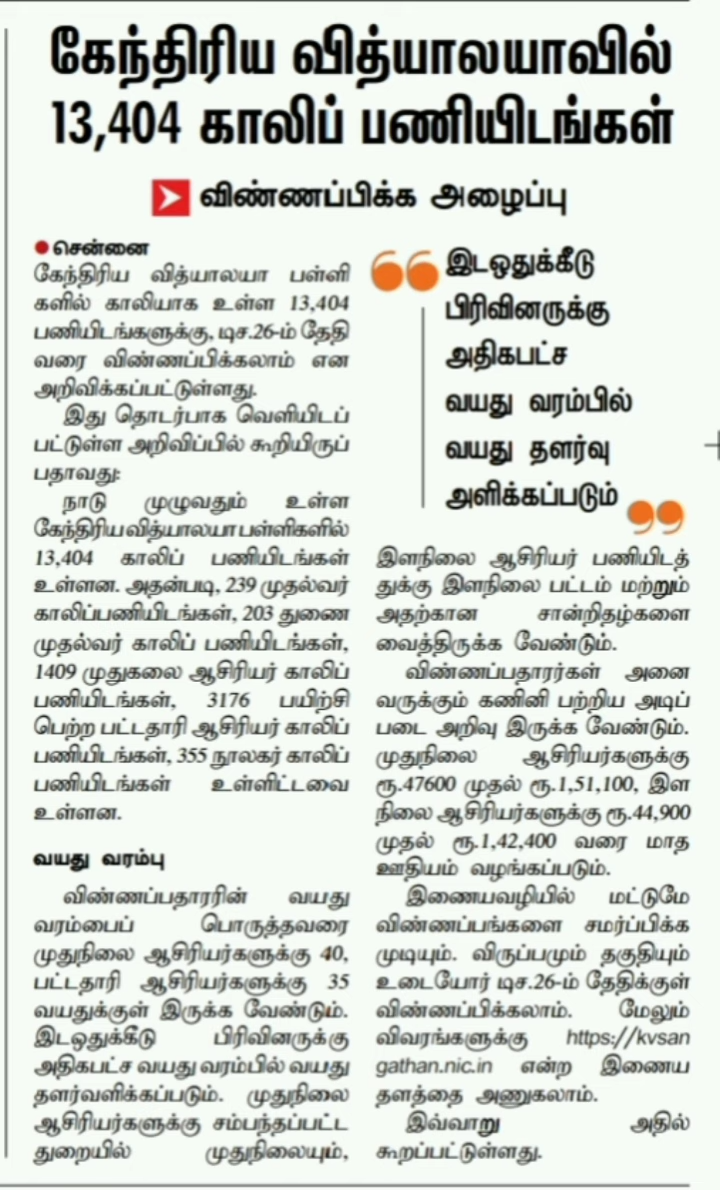 கேந்திரிய வித்யாலயாவில்
13,404 காலிப் பணியிடங்கள்
விண்ணப்பிக்க அழைப்பு
சென்னை
கேந்திரிய வித்யாலயா பள்ளி
களில் காலியாக உள்ள 13,404
பணியிடங்களுக்கு, டிச.26-ம் தேதி
வரை விண்ணப்பிக்கலாம் என
அறிவிக்கப்பட்டுள்ளது.
இது தொடர்பாக வெளியிடப்
பட்டுள்ள அறிவிப்பில் கூறியிருப்
பதாவது:
நாடு முழுவதும் உள்ள
கேந்திரிய வித்யாலயா பள்ளிகளில்
13,404 காலிப் பணியிடங்கள்
உள்ளன. அதன்படி, 239 முதல்வர்
காலிப்பணியிடங்கள், 203 துணை
முதல்வர் காலிப் பணியிடங்கள்,
1409 முதுகலை ஆசிரியர் காலிப்
பணியிடங்கள், 3176 பயிற்சி
பெற்ற பட்டதாரி ஆசிரியர் காலிப்
பணியிடங்கள், 355 நூலகர் காலிப்
பணியிடங்கள் உள்ளிட்டவை
உள்ளன.
வயது வரம்பு
விண்ணப்பதாரரின் வயது
வரம்பைப் பொருத்தவரை
முதுநிலை ஆசிரியர்களுக்கு 40,
பட்டதாரி ஆசிரியர்களுக்கு 35
வயதுக்குள் இருக்க வேண்டும்.
இடஒதுக்கீடு பிரிவினருக்கு
அதிகபட்ச வயது வரம்பில் வயது
தளர்வளிக்கப்படும். முதுநிலை
ஆசிரியர்களுக்கு சம்பந்தப்பட்ட
துறையில் முதுநிலையும்,
இடஒதுக்கீடு
பிரிவினருக்கு
அதிகபட்ச
வயது வரம்பில்
வயது தளர்வு
அளிக்கப்படும்
இளநிலை ஆசிரியர் பணியிடத்
துக்கு இளநிலை பட்டம் மற்றும்
அதற்கான சான்றிதழ்களை
வைத்திருக்க வேண்டும்.
விண்ணப்பதாரர்கள் அனை
வருக்கும் கணினி பற்றிய அடிப்
படை அறிவு இருக்க வேண்டும்.
முதுநிலை ஆசிரியர்களுக்கு
ரூ.47600 முதல் ரூ.1,51,100, இள
நிலை ஆசிரியர்களுக்கு ரூ.44,900
முதல் ரூ.1,42,400 வரை மாத
ஊதியம் வழங்கப்படும்.
இணையவழியில் மட்டுமே
விண்ணப்பங்களை சமர்ப்பிக்க
முடியும். விருப்பமும் தகுதியும்
உடையோர் டிச.26-ம் தேதிக்குள்
விண்ணப்பிக்கலாம். மேலும்
விவரங்களுக்கு https://kvsan
gathan.nic.in என்ற இணைய
தளத்தை அணுகலாம்.
இவ்வாறு அதில்
கூறப்பட்டுள்ளது.